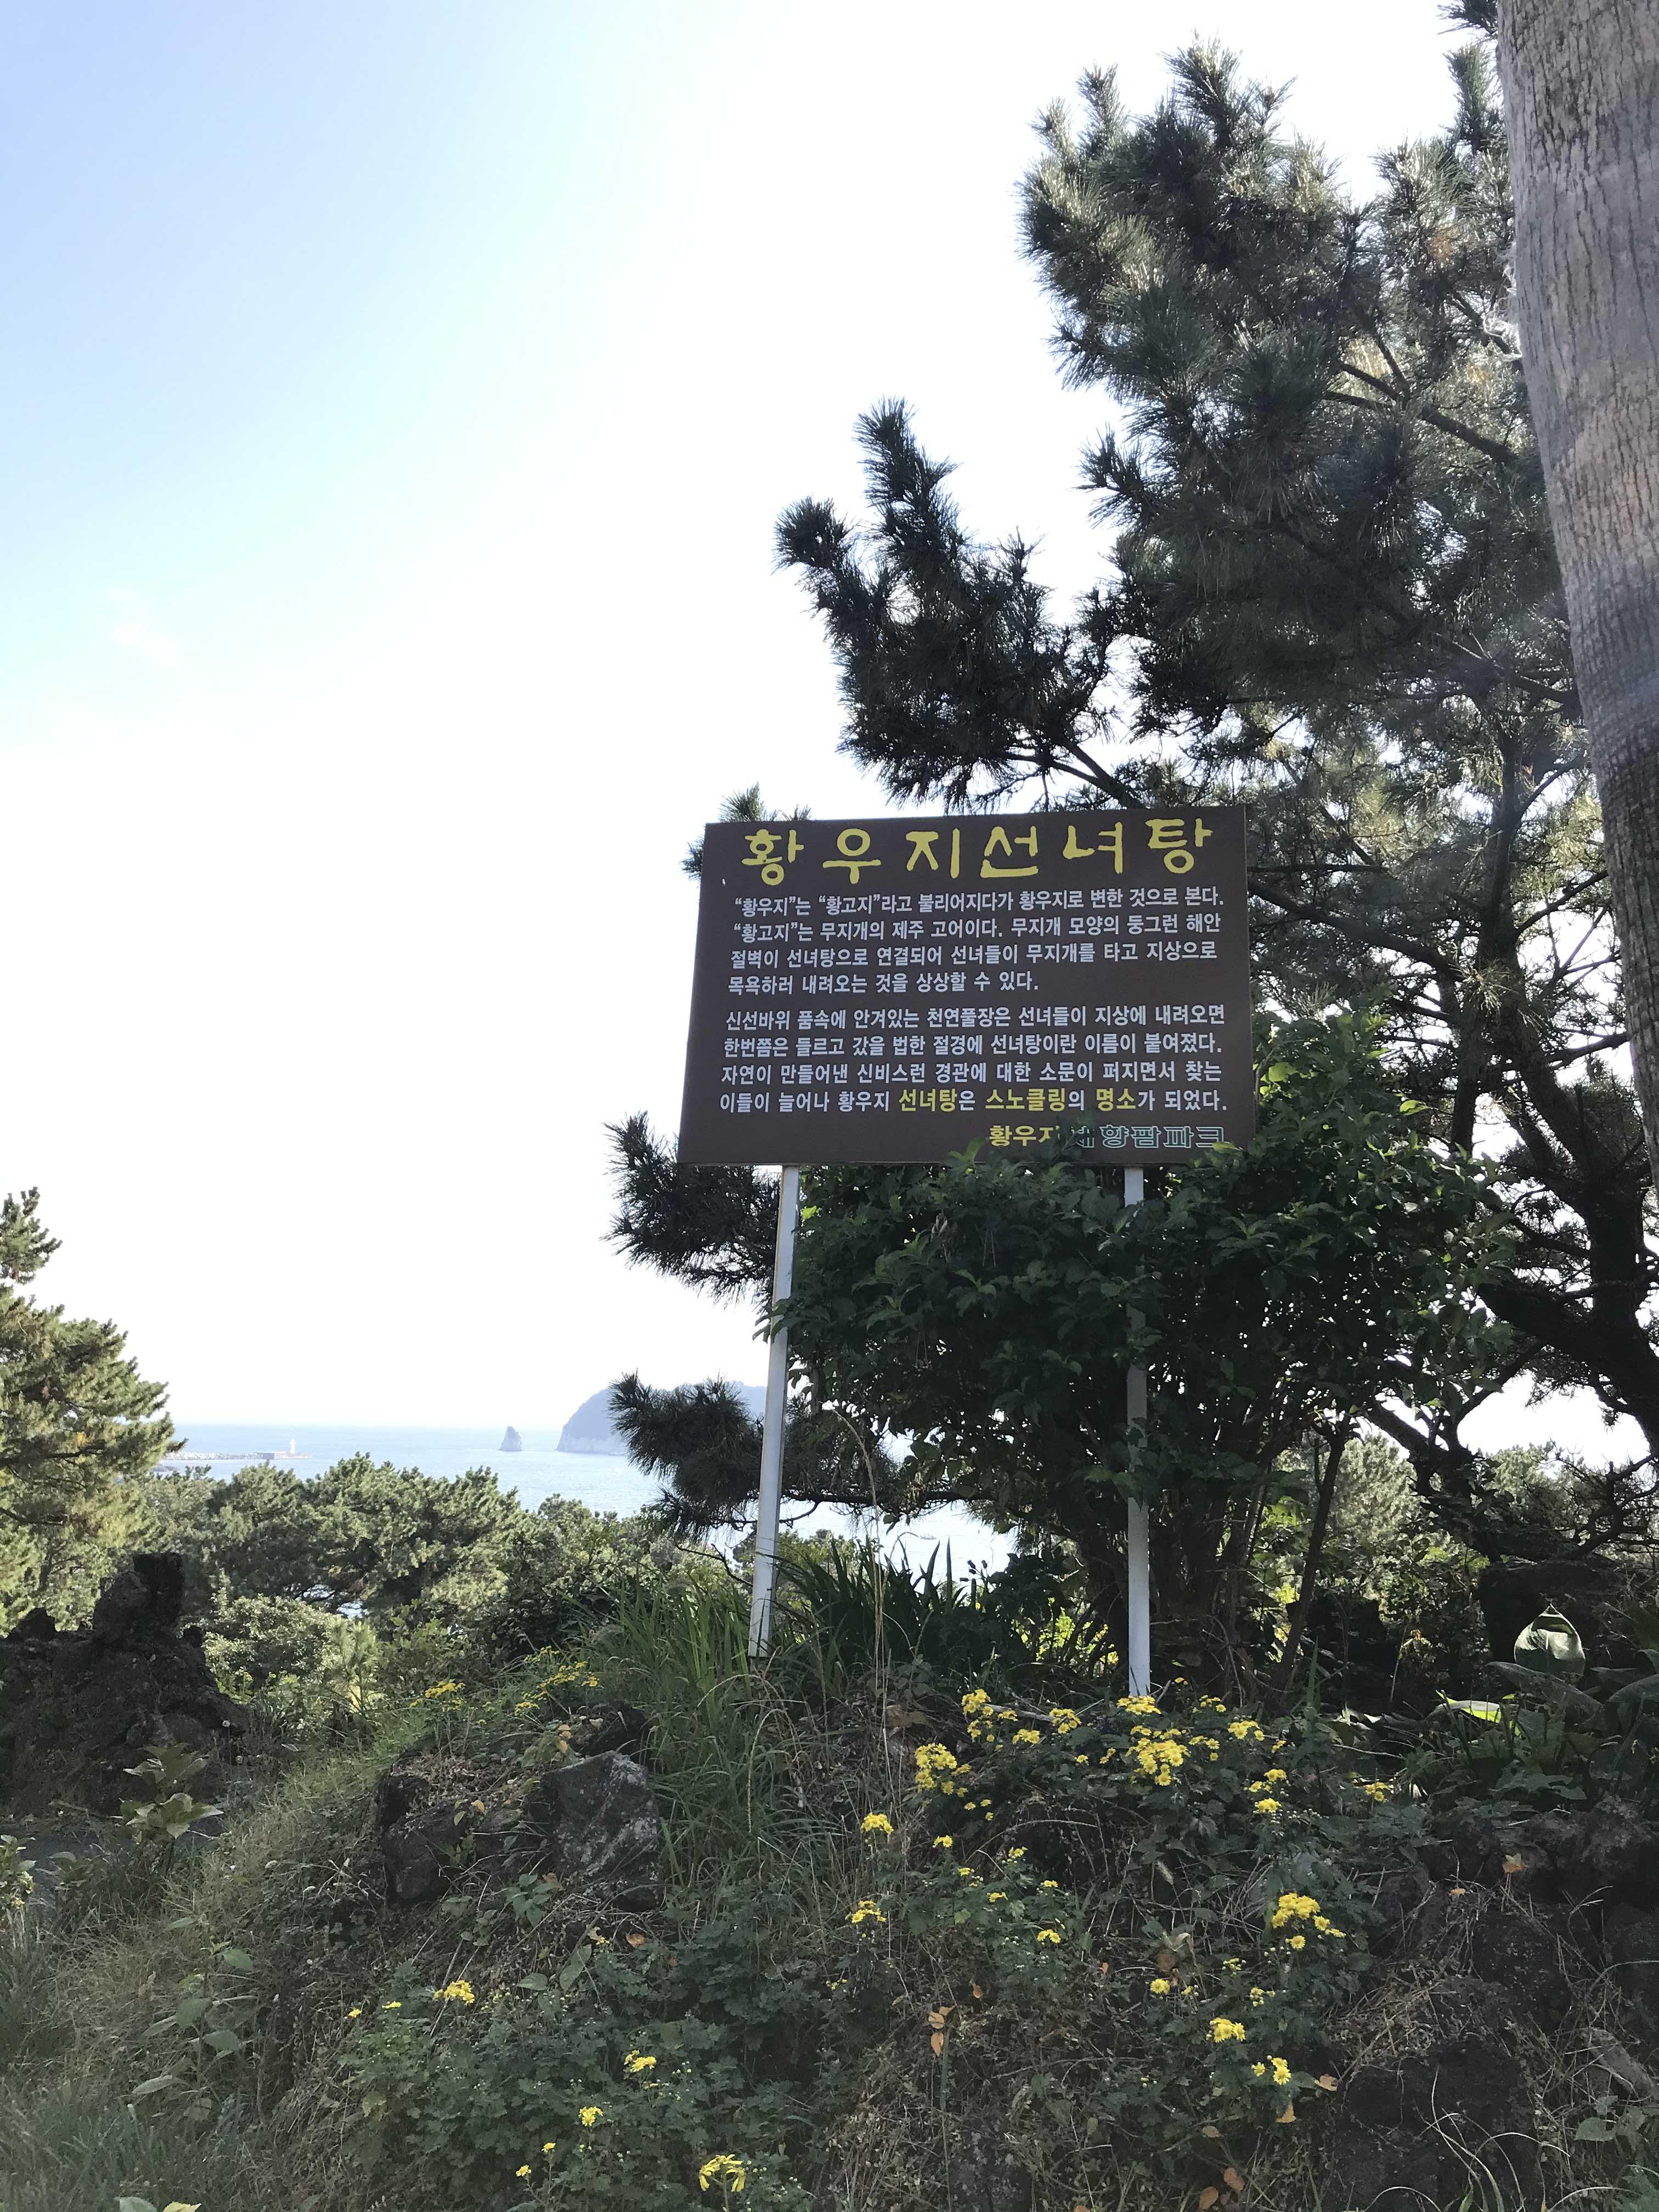 황우지선녀탕
“황우지”는 “황고지”라고 불리어지다가 황우지로 변한 것으로 본다.
“황고지”는 무지개의 제주 고어이다. 무지개 모양의 둥그런 해안
절벽이 선녀탕으로 연결되어 선녀들이 무지개를 타고 지상으로
목욕하러 내려오는 것을 상상할 수 있다.
신선바위 품속에 안겨있는 천연풀장은 선녀들이 지상에 내려오면
한번쯤은 들르고 갔을 법한 절경에 선녀탕이란 이름이 붙여졌다.
자연이 만들어낸 신비스런 경관에 대한 소문이 퍼지면서 찾는
이들이 늘어나 황우지 선녀탕은 스노클링의 명소가 되었다.
황우지